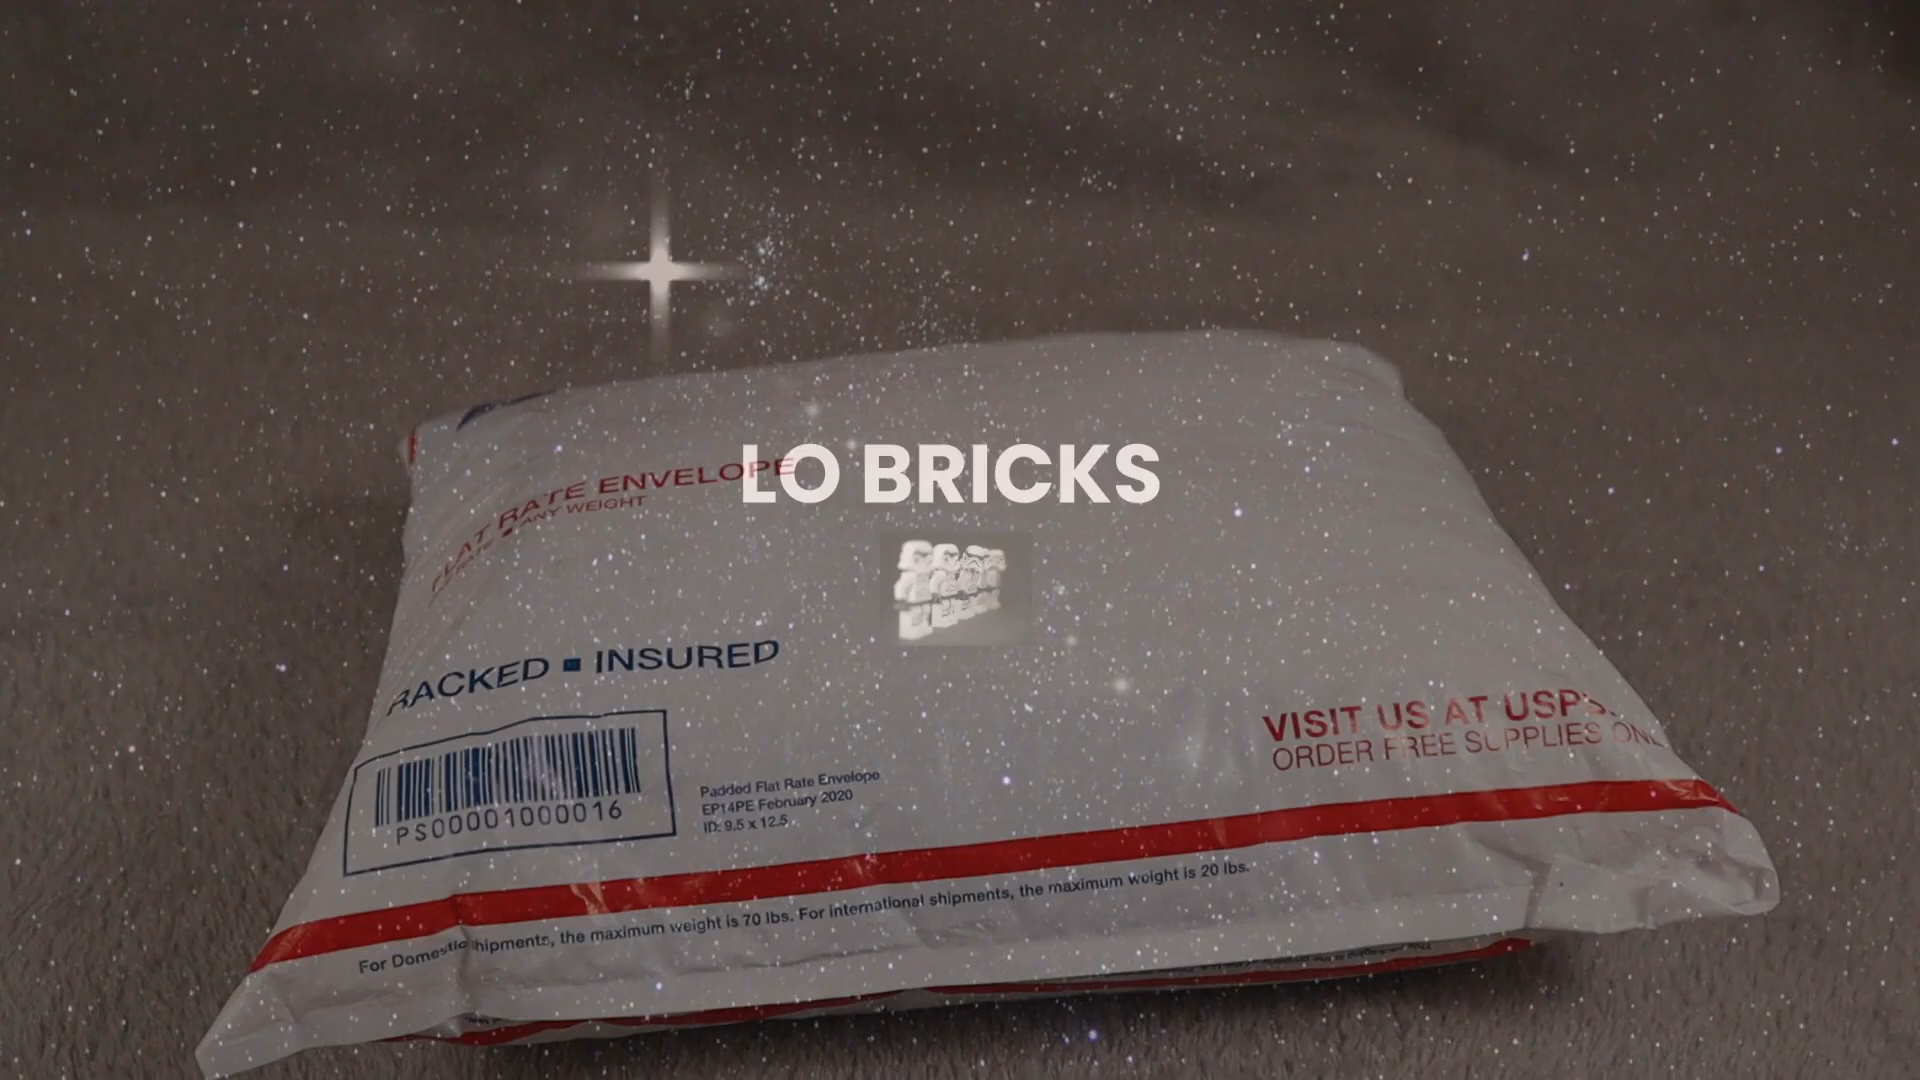 LO BRICKS
FLAT RATE ENVELOPE
ANY WEIGHT
RACKED ▪ INSURED
PS00001000016
Padded Flat Rate Envelope
EP14PE February 2020
ID: 9.5 x 12.5
VISIT US AT USPS.
ORDER FREE SUPPLIES ONL
For Domestic hipments, the maximum weight is 70 lbs. For international shipments, the maximum weight is 20 lbs.